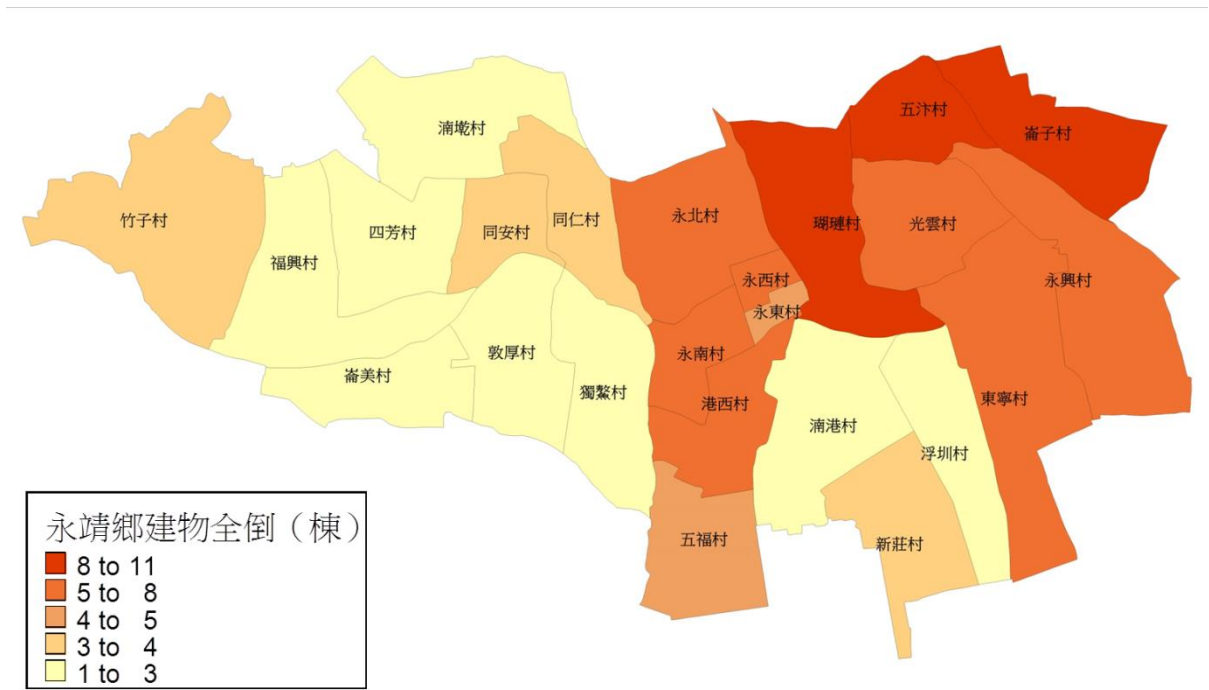 五汴村
崙子村
湳墘村
竹子村
四芳村
同安村
同仁村
永北村
瑚璉村
光雲村
福興村
永西村
永興村
永東村
崙美村
敦厚村
獨鰲村
永南村
港西村
湳港村
東寧村
浮圳村
五福村
新莊村
永靖鄉建物全倒（棟）
8 to 11
5 to 8
4 to 5
3 to 4
1 to 3